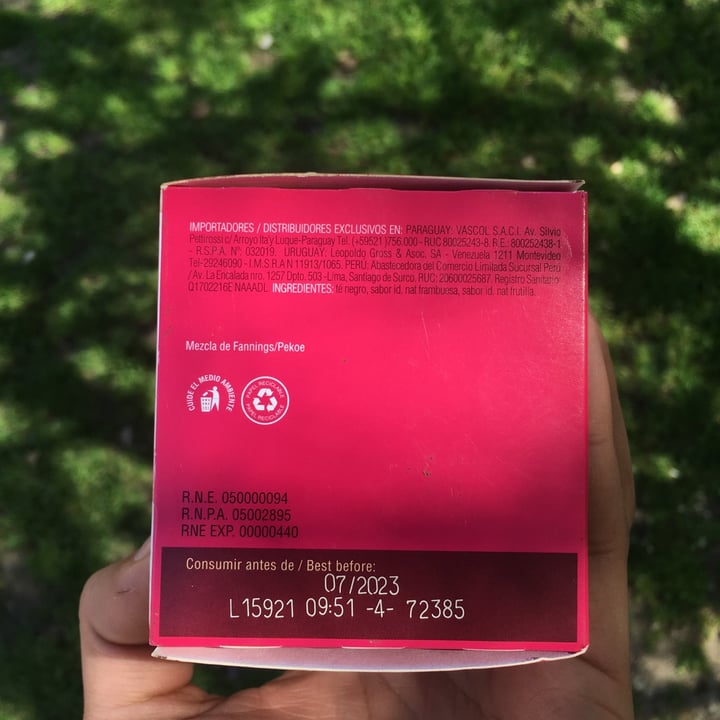 IMPORTADORES / DISTRIBUIDORES EXCLUSIVOS EN: PARAGUAY: VASCOL S.A.C.I. Av. Silvio
Pettirossi c/ Arroyo Ita y Luque-Paraguay Tel. (+59521 )756.000 - RUC 80025243-8. R.E.: 800252438-1
- R.S.P.A. Nº: 032019. URUGUAY: Leopoldo Gross & Asoc. SA - Venezuela 1211 Montevideo
Tel-29246090 - I.M.S R A N 11913/1065. PERÚ: Abastecedora del Comercio Limitada Sucursal Perú
/ Av. La Encalada nro. 1257 Dpto. 503 -Lima, Santiago de Surco. RUC: 20600025687. Registro Sanitario
Q1702216E NAAADL INGREDIENTES: té negro, sabor id. nat frambuesa, sabor id. nat frutilla.
Mezcla de Fannings/Pekoe
CUIDE EL MEDIO AMBIENTE
PAPEL RECICLABLE
PAPEL RECICLABLE
R.N.E. 050000094
R.N.P.A. 05002895
RNE EXP. 00000440
Consumir antes de / Best before:
07/2023
L15921 09:51 -4- 72385